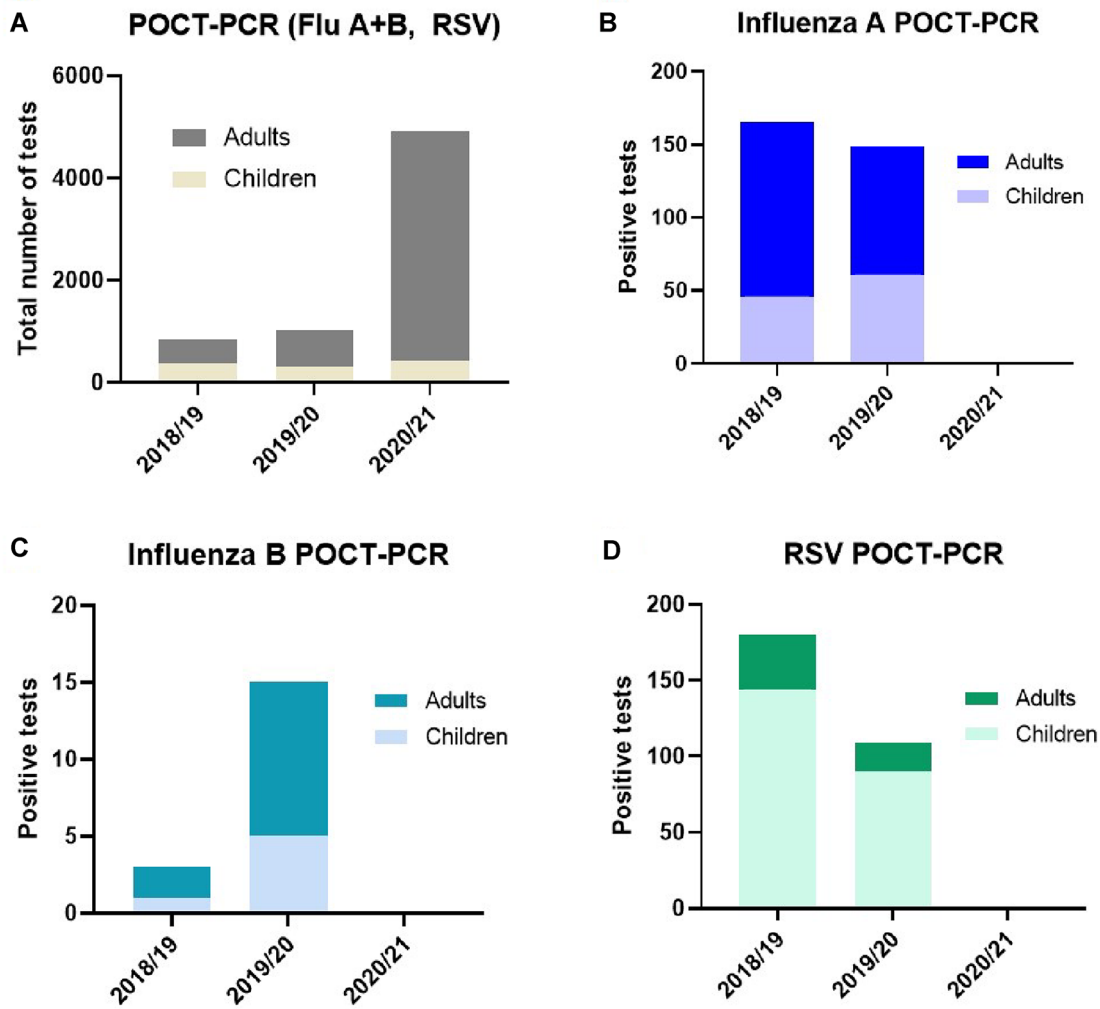 A
POCT-PCR (Flu A+B, RSV)
Total number of tests
6000
4000
2000
0
Adults
Children
2018/19
2019/20
2020/21
B
Influenza A POCT-PCR
Positive tests
200
150
100
50
0
Adults
Children
2018/19
2019/20
2020/21
C
Influenza B POCT-PCR
Positive tests
20
15
10
5
0
Adults
Children
2018/19
2019/20
2020/21
D
RSV POCT-PCR
Positive tests
200
150
100
50
0
Adults
Children
2018/19
2019/20
2020/21